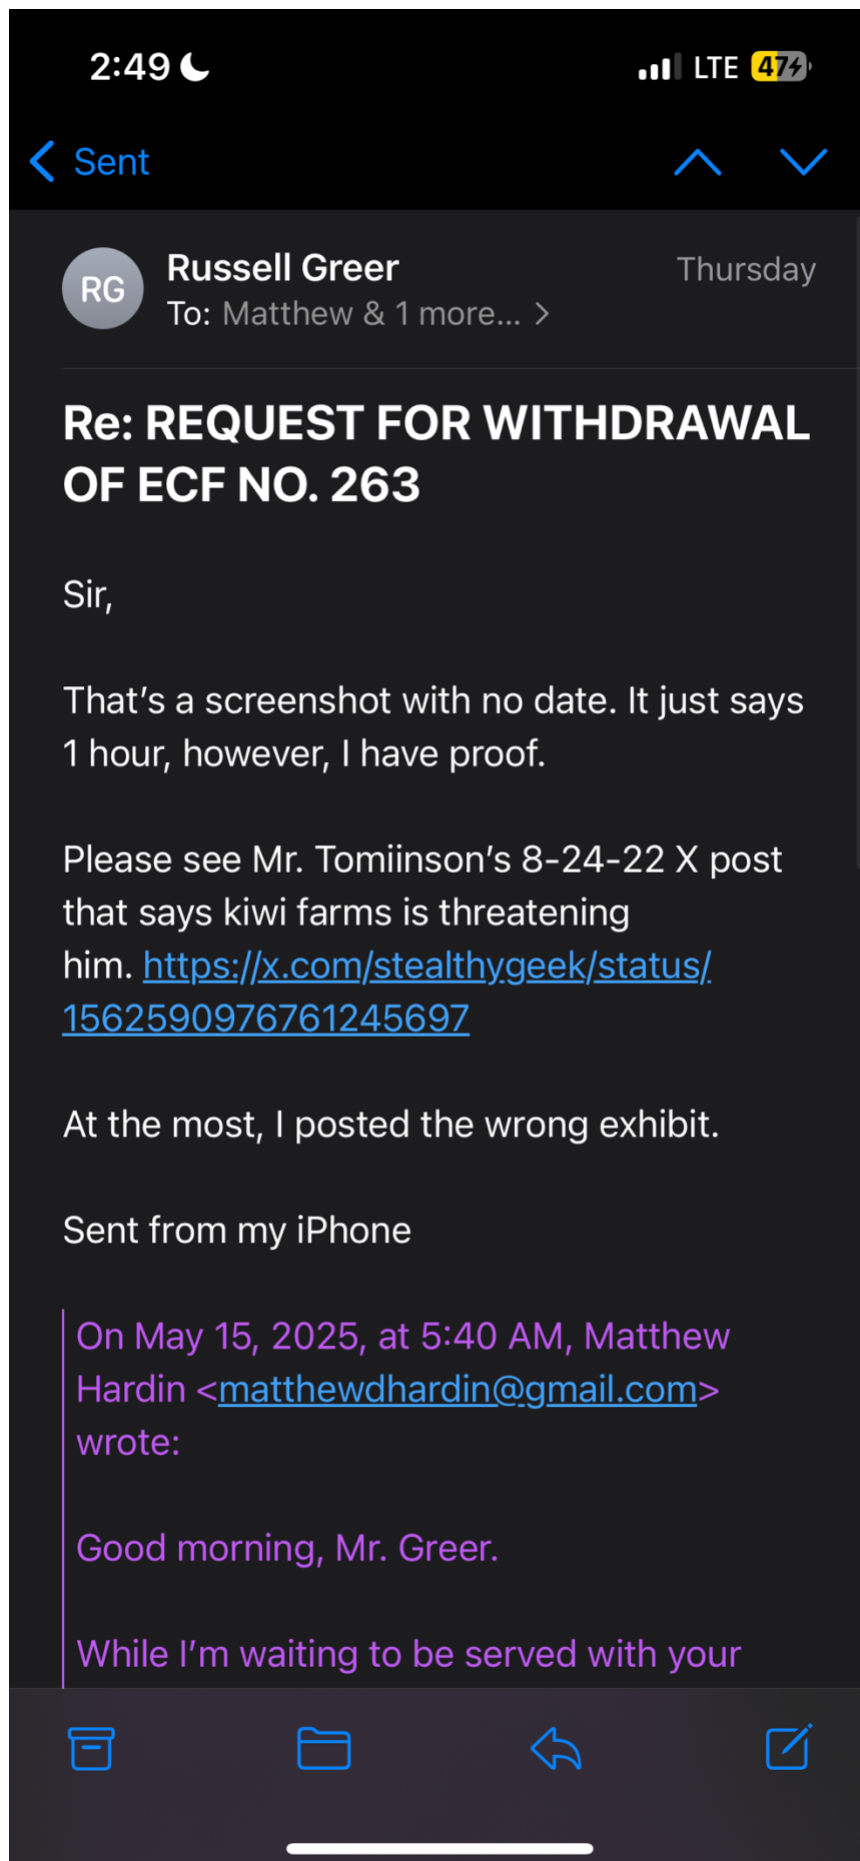 2:49
LTE 47
Sent
RG
Russell Greer
Thursday
To: Matthew & 1 more...
Re: REQUEST FOR WITHDRAWAL
OF ECF NO. 263
Sir,
That's a screenshot with no date. It just says
1 hour, however, I have proof.
Please see Mr. Tomiinson's 8-24-22 X post
that says kiwi farms is threatening
him. https://x.com/stealthygeek/status/
1562590976761245697
At the most, I posted the wrong exhibit.
Sent from my iPhone
On May 15, 2025, at 5:40 AM, Matthew
Hardin <matthewdhardin@gmail.com>
wrote:
Good morning, Mr. Greer.
While I'm waiting to be served with your